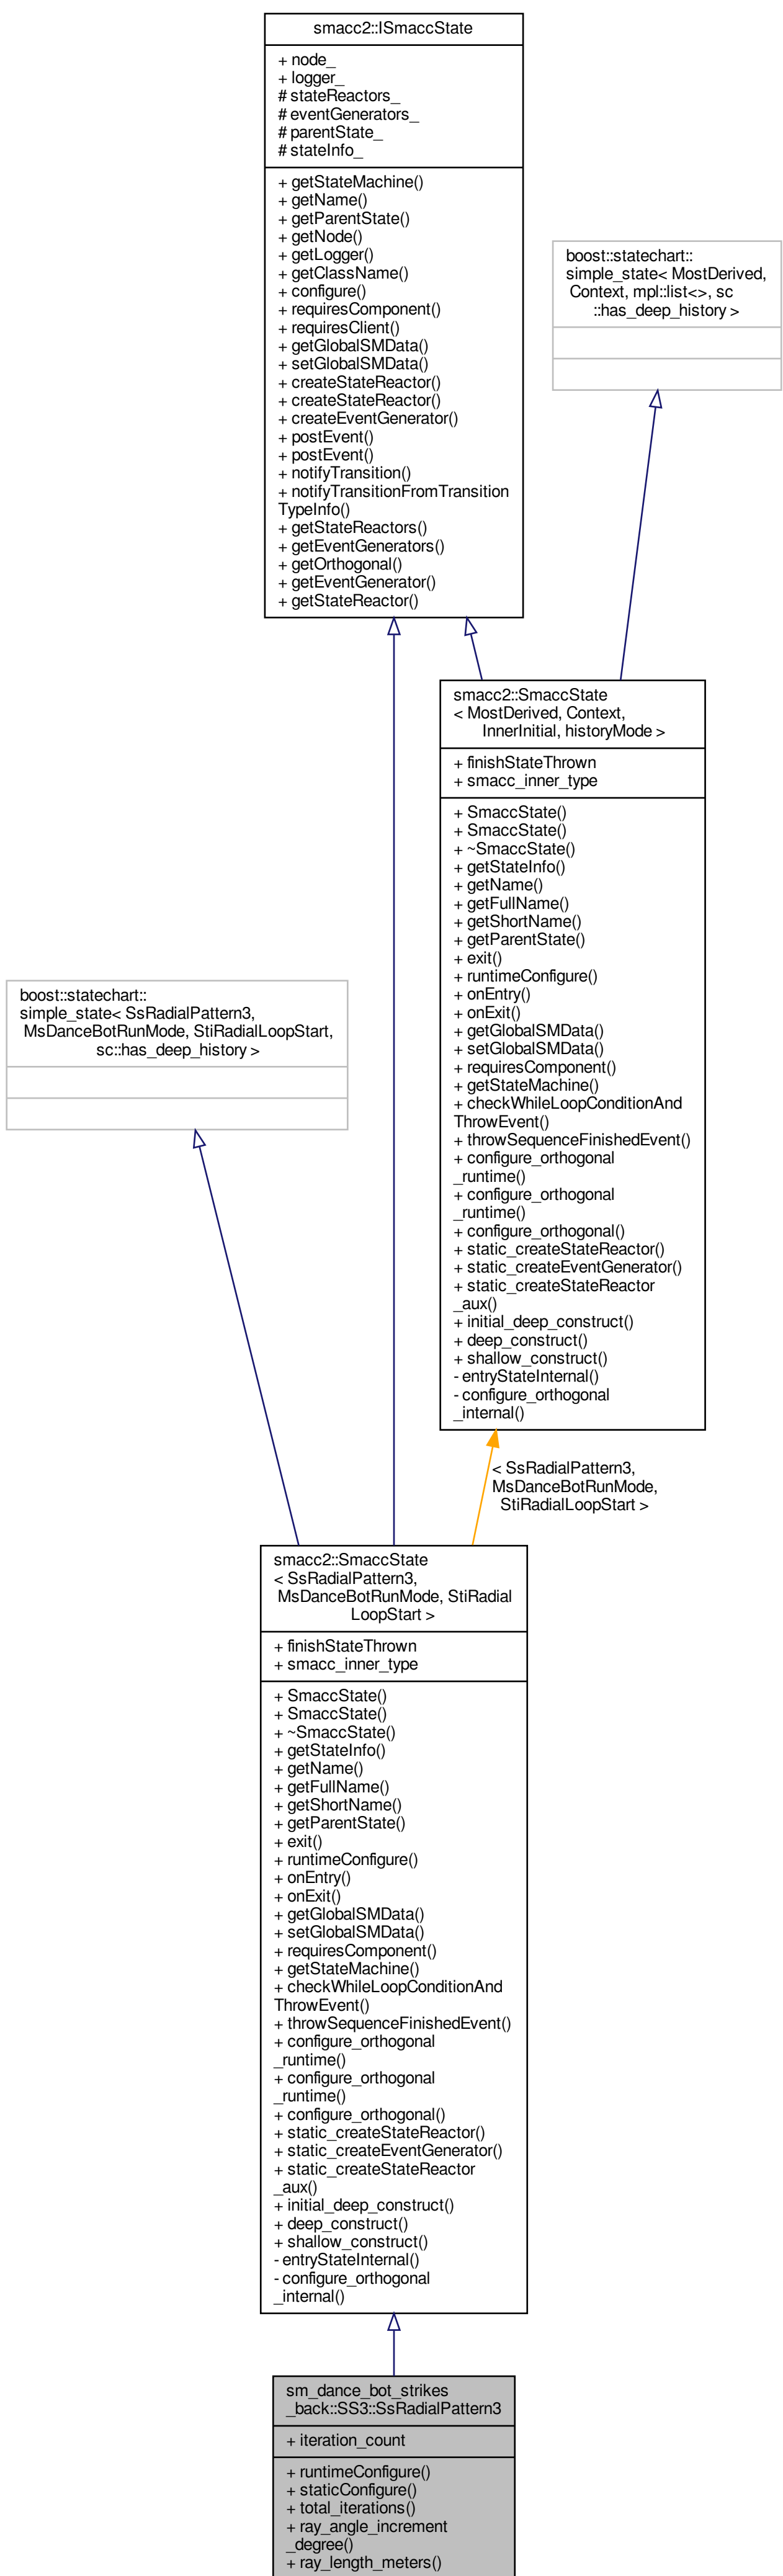 smacc2::ISmaccState
+ node_
+ logger_
# stateReactors_
# eventGenerators_
# parentState_
# stateInfo_
+ getStateMachine()
+ getName()
+ getParentState()
+ getNode()
+ getLogger()
+ getClassName()
+ configure()
+ requiresComponent()
+ requiresClient()
+ getGlobalSMData()
+ setGlobalSMData()
+ createStateReactor()
+ createStateReactor()
+ createEventGenerator()
+ postEvent()
+ postEvent()
+ notifyTransition()
+ notifyTransitionFromTransition
TypeInfo()
+ getStateReactors()
+ getEventGenerators()
+ getOrthogonal()
+ getEventGenerator()
+ getStateReactor()
boost::statechart::
simple_state< MostDerived,
Context, mpl::list<>, sc
::has_deep_history >
smacc2::SmaccState
< MostDerived, Context,
InnerInitial, historyMode >
+ finishStateThrown
+ smacc_inner_type
+ SmaccState()
+ SmaccState()
+ ~SmaccState()
+ getStateInfo()
+ getName()
+ getFullName()
+ getShortName()
+ getParentState()
+ exit()
+ runtimeConfigure()
+ onEntry()
+ onExit()
+ getGlobalSMData()
+ setGlobalSMData()
+ requiresComponent()
+ getStateMachine()
+ checkWhileLoopConditionAnd
ThrowEvent()
+ throwSequenceFinishedEvent()
+ configure_orthogonal
_runtime()
+ configure_orthogonal
_runtime()
+ configure_orthogonal()
+ static_createStateReactor()
+ static_createEventGenerator()
+ static_createStateReactor
_aux()
+ initial_deep_construct()
+ deep_construct()
+ shallow_construct()
- entryStateInternal()
- configure_orthogonal
_internal()
boost::statechart::
simple_state< SsRadialPattern3,
MsDanceBotRunMode, StiRadialLoopStart,
sc::has_deep_history >
< SsRadialPattern3,
MsDanceBotRunMode,
StiRadialLoopStart >
smacc2::SmaccState
< SsRadialPattern3,
MsDanceBotRunMode, StiRadial
LoopStart >
+ finishStateThrown
+ smacc_inner_type
+ SmaccState()
+ SmaccState()
+ ~SmaccState()
+ getStateInfo()
+ getName()
+ getFullName()
+ getShortName()
+ getParentState()
+ exit()
+ runtimeConfigure()
+ onEntry()
+ onExit()
+ getGlobalSMData()
+ setGlobalSMData()
+ requiresComponent()
+ getStateMachine()
+ checkWhileLoopConditionAnd
ThrowEvent()
+ throwSequenceFinishedEvent()
+ configure_orthogonal
_runtime()
+ configure_orthogonal
_runtime()
+ configure_orthogonal()
+ static_createStateReactor()
+ static_createEventGenerator()
+ static_createStateReactor
_aux()
+ initial_deep_construct()
+ deep_construct()
+ shallow_construct()
- entryStateInternal()
- configure_orthogonal
_internal()
sm_dance_bot_strikes
_back::SS3::SsRadialPattern3
+ iteration_count
+ runtimeConfigure()
+ staticConfigure()
+ total_iterations()
+ ray_angle_increment
_degree()
+ ray_length_meters()